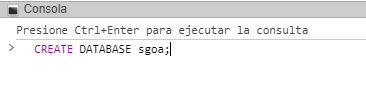 Consola
Presione Ctrl+Enter para ejecutar la consulta
> CREATE DATABASE sgoa;